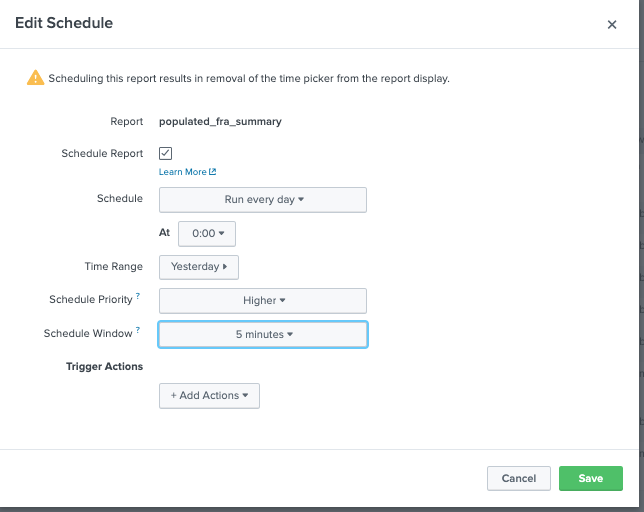 Edit Schedule
Scheduling this report results in removal of the time picker from the report display.
Report populated_fra_summary
Schedule Report
Learn More
Schedule Run every day
At 0:00
Time Range Yesterday
Schedule Priority ? Higher
Schedule Window ? 5 minutes
Trigger Actions
+ Add Actions
Cancel Save